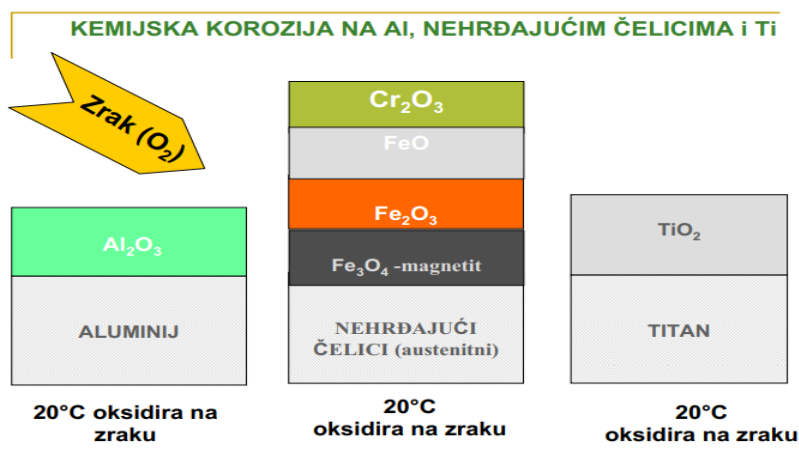 KEMIJSKA KOROZIJA NA Al, NEHRĐAJUĆIM ČELICIMA i Ti
Zrak (O₂)
Al₂O₃
ALUMINIJ
20°C oksidira na
zraku
Cr₂O₃
FeO
Fe₂O₃
Fe₃O₄ -magnetit
NEHRĐAJUĆI
ČELICI (austenitni)
20°C
oksidira na zraku
TiO₂
TITAN
20°C
oksidira na zraku